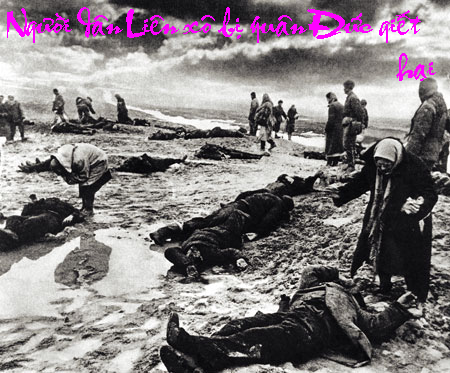 Người Dân Liên xô bị quân Đức giết
hại